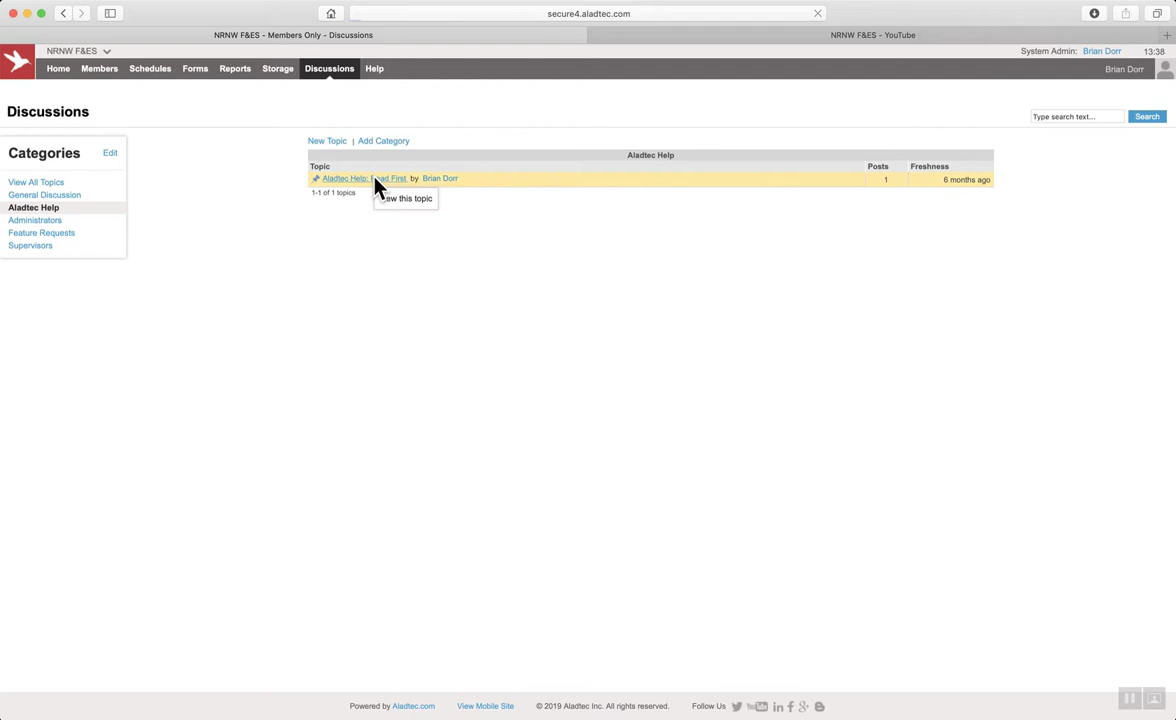 secure4.aladtec.com
NRNW F&ES - Members Only - Discussions
NRNW F&ES - YouTube
NRNW F&ES
System Admin: Brian Dorr 13:38
Home Members Schedules Forms Reports Storage Discussions Help
Brian Dorr
Discussions
Type search text... Search
Categories Edit
View All Topics
General Discussion
Aladtec Help
Administrators
Feature Requests
Supervisors
New Topic | Add Category
Aladtec Help
Topic Posts Freshness
Aladtec Help: Read First by Brian Dorr 1 6 months ago
1-1 of 1 topics
this topic
Powered by Aladtec.com View Mobile Site © 2019 Aladtec Inc. All rights reserved. Follow Us